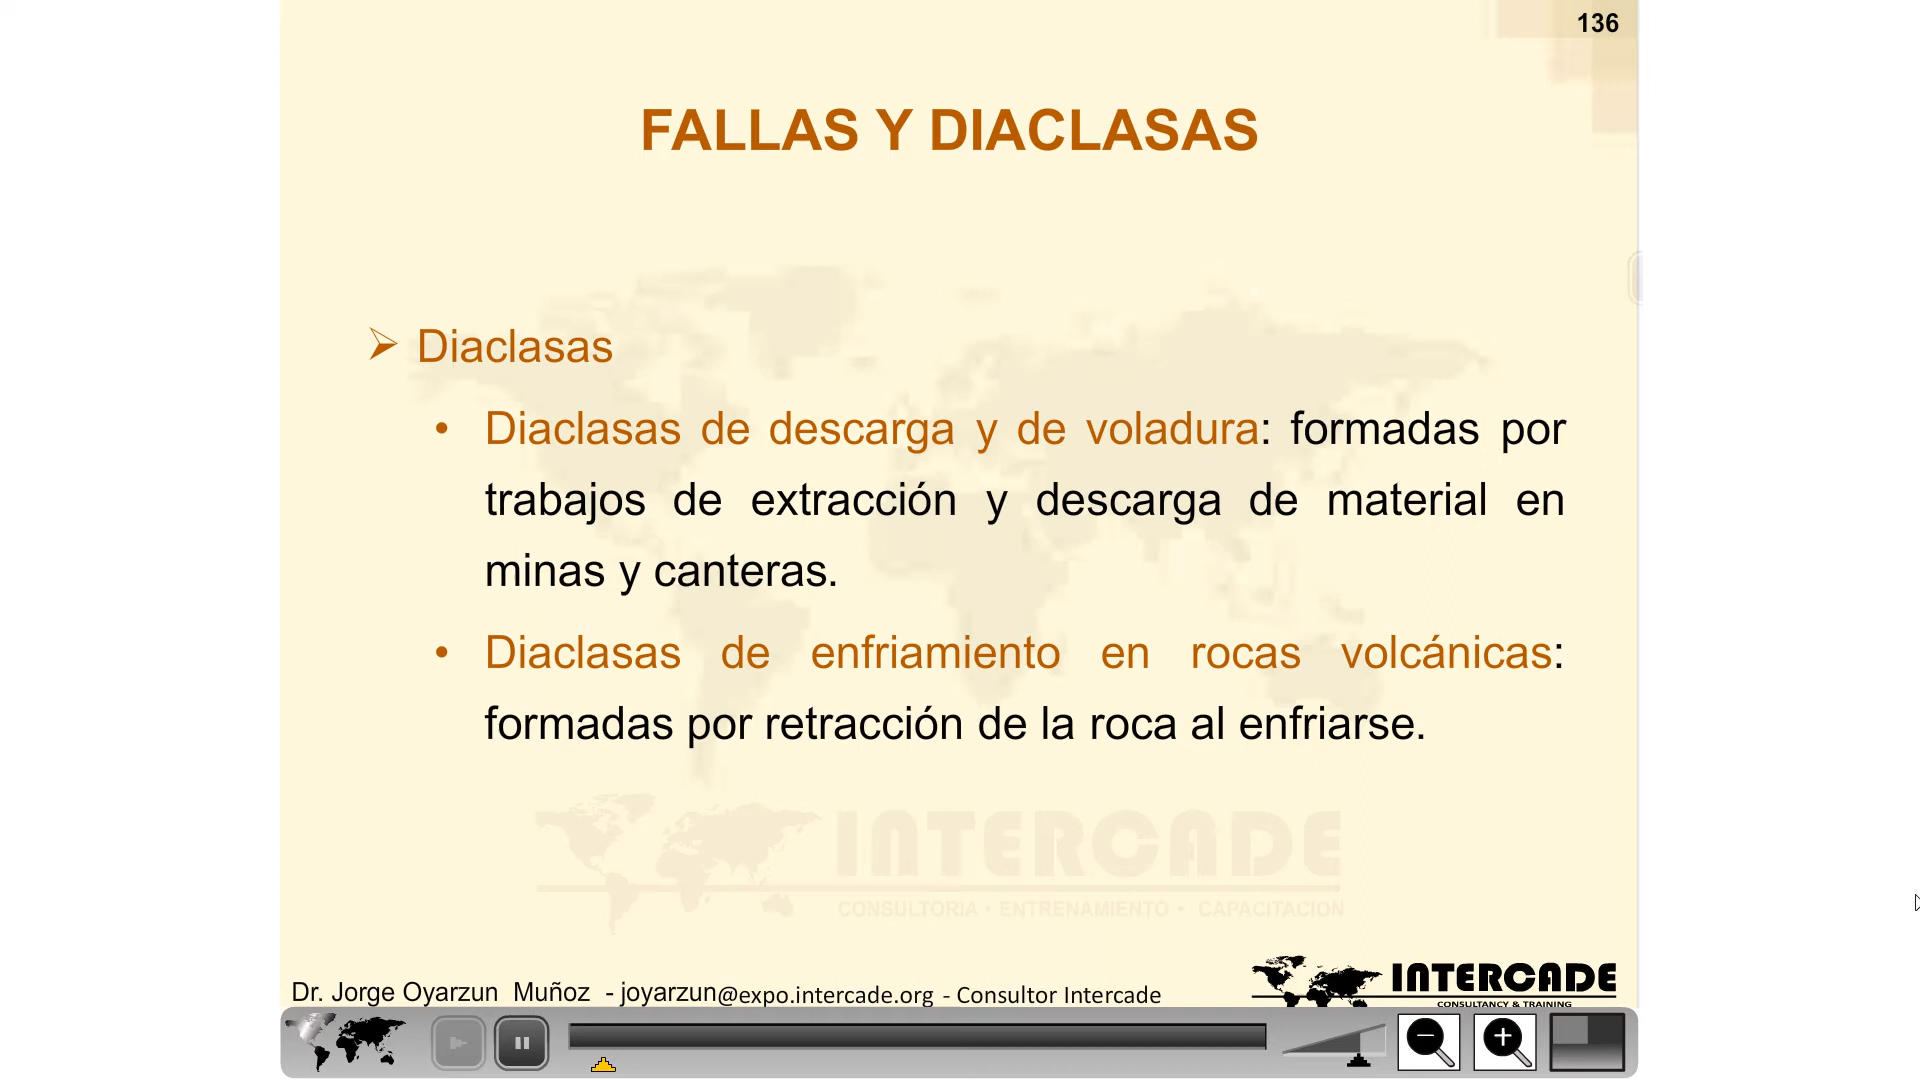 136
FALLAS Y DIACLASAS
➢ Diaclasas
• Diaclasas de descarga y de voladura: formadas por
trabajos de extracción y descarga de material en
minas y canteras.
• Diaclasas de enfriamiento en rocas volcánicas:
formadas por retracción de la roca al enfriarse.
INTERCADE
CONSULTORIA • ENTRENAMIENTO • CAPACITACION
Dr. Jorge Oyarzun Muñoz - joyarzun@expo.intercade.org - Consultor Intercade
INTERCADE
CONSULTANCY & TRAINING